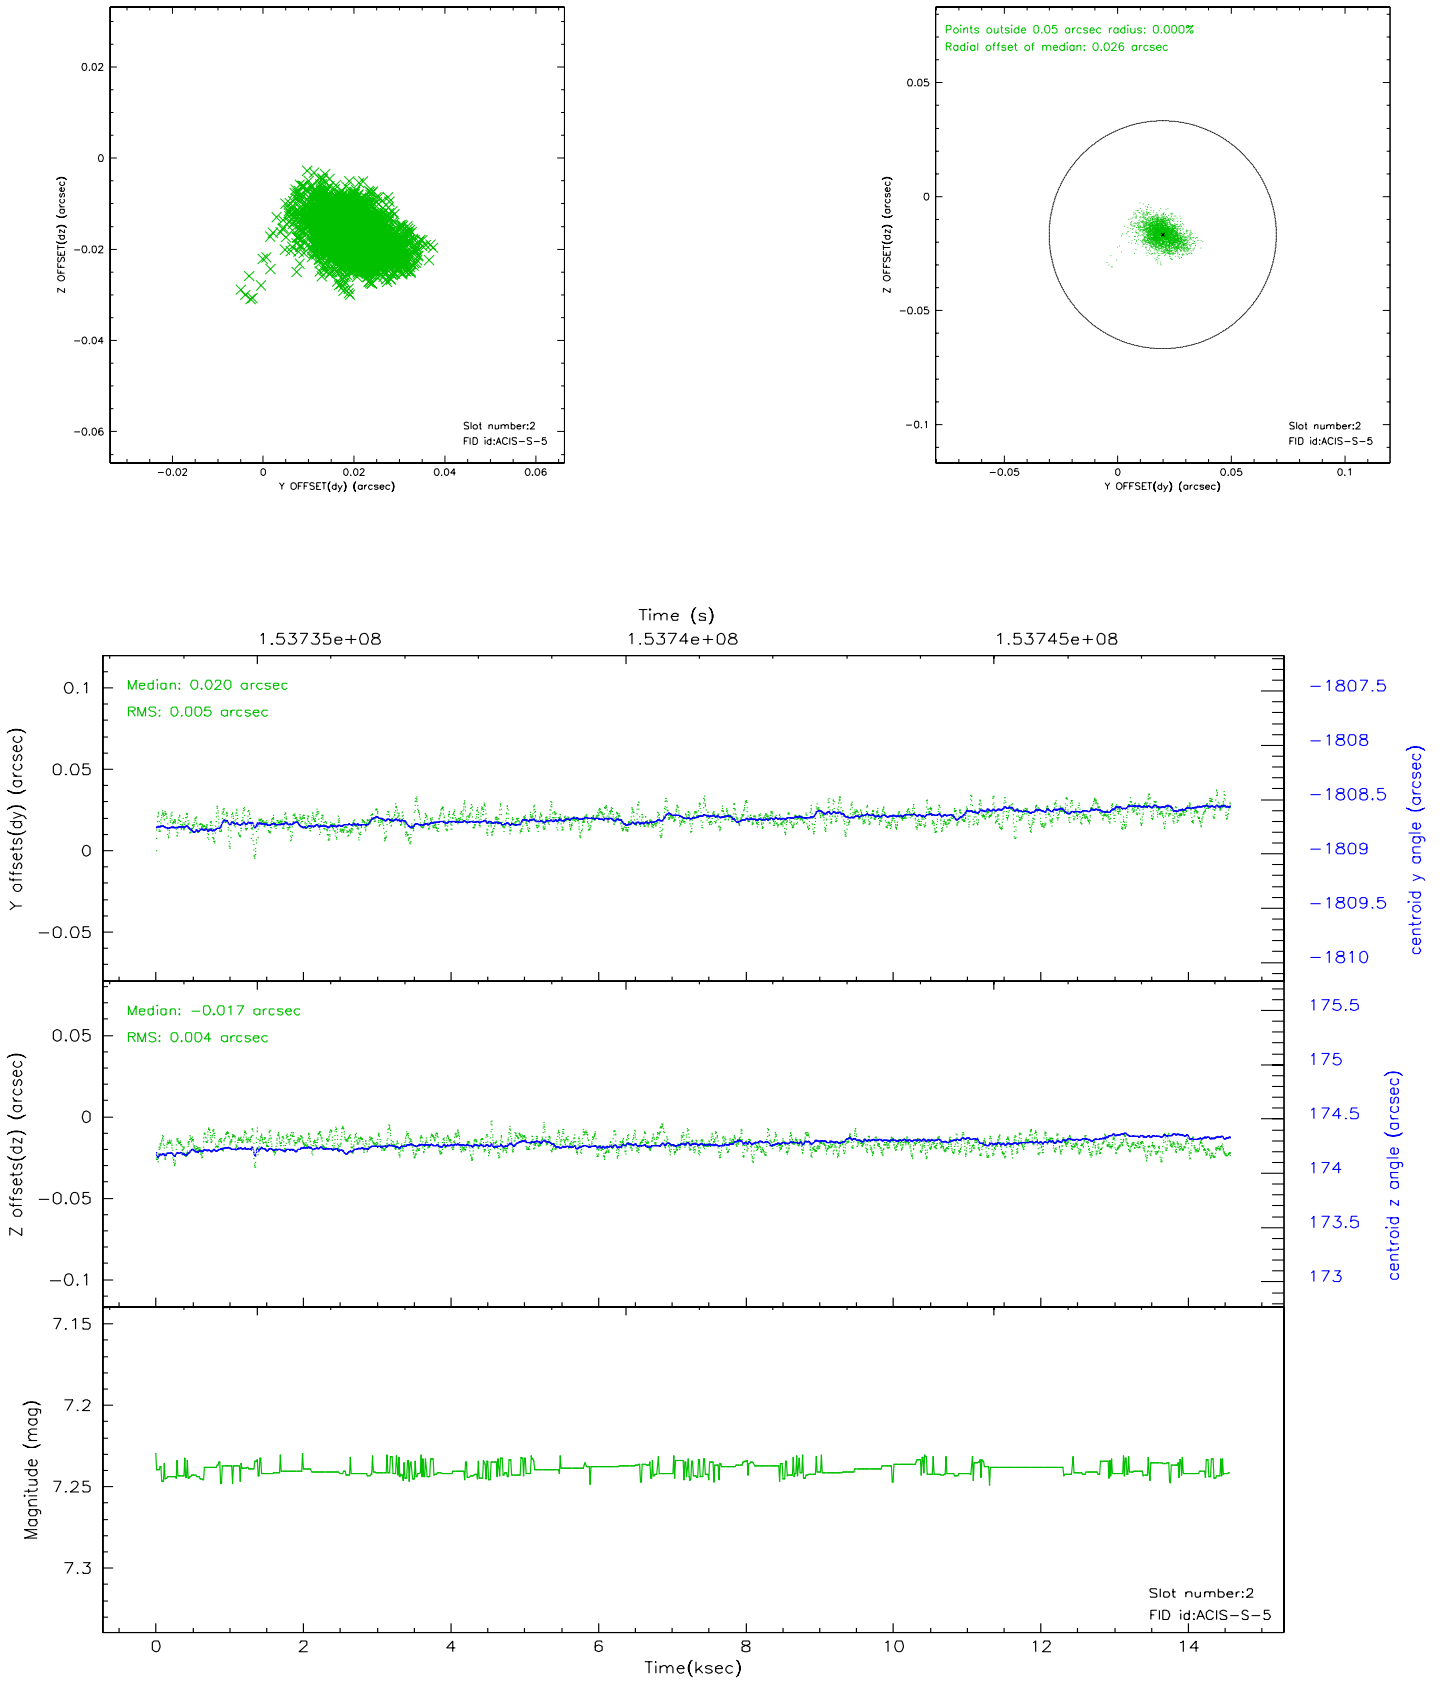 0.02
0
−0.02
−0.04
−0.06
Z OFFSET(dz) (arcsec)
Slot number:2
FID id:ACIS−S−5
−0.02 0 0.02 0.04 0.06
Y OFFSET(dy) (arcsec)
Points outside 0.05 arcsec radius: 0.000%
Radial offset of median: 0.026 arcsec
0.05
0
−0.05
−0.1
Z OFFSET(dz) (arcsec)
Slot number:2
FID id:ACIS−S−5
−0.05 0 0.05 0.1
Y OFFSET(dy) (arcsec)
Time (s)
1.53735e+08 1.5374e+08 1.53745e+08
Median: 0.020 arcsec
RMS: 0.005 arcsec
0.1
0.05
0
−0.05
Y offsets(dy) (arcsec)
−1807.5
−1808
−1808.5
−1809
−1809.5
−1810
centroid y angle (arcsec)
Median: −0.017 arcsec
RMS: 0.004 arcsec
0.05
0
−0.05
−0.1
Z offsets(dz) (arcsec)
175.5
175
174.5
174
173.5
173
centroid z angle (arcsec)
7.15
7.2
7.25
7.3
Magnitude (mag)
Slot number:2
FID id:ACIS−S−5
0 2 4 6 8 10 12 14
Time(ksec)